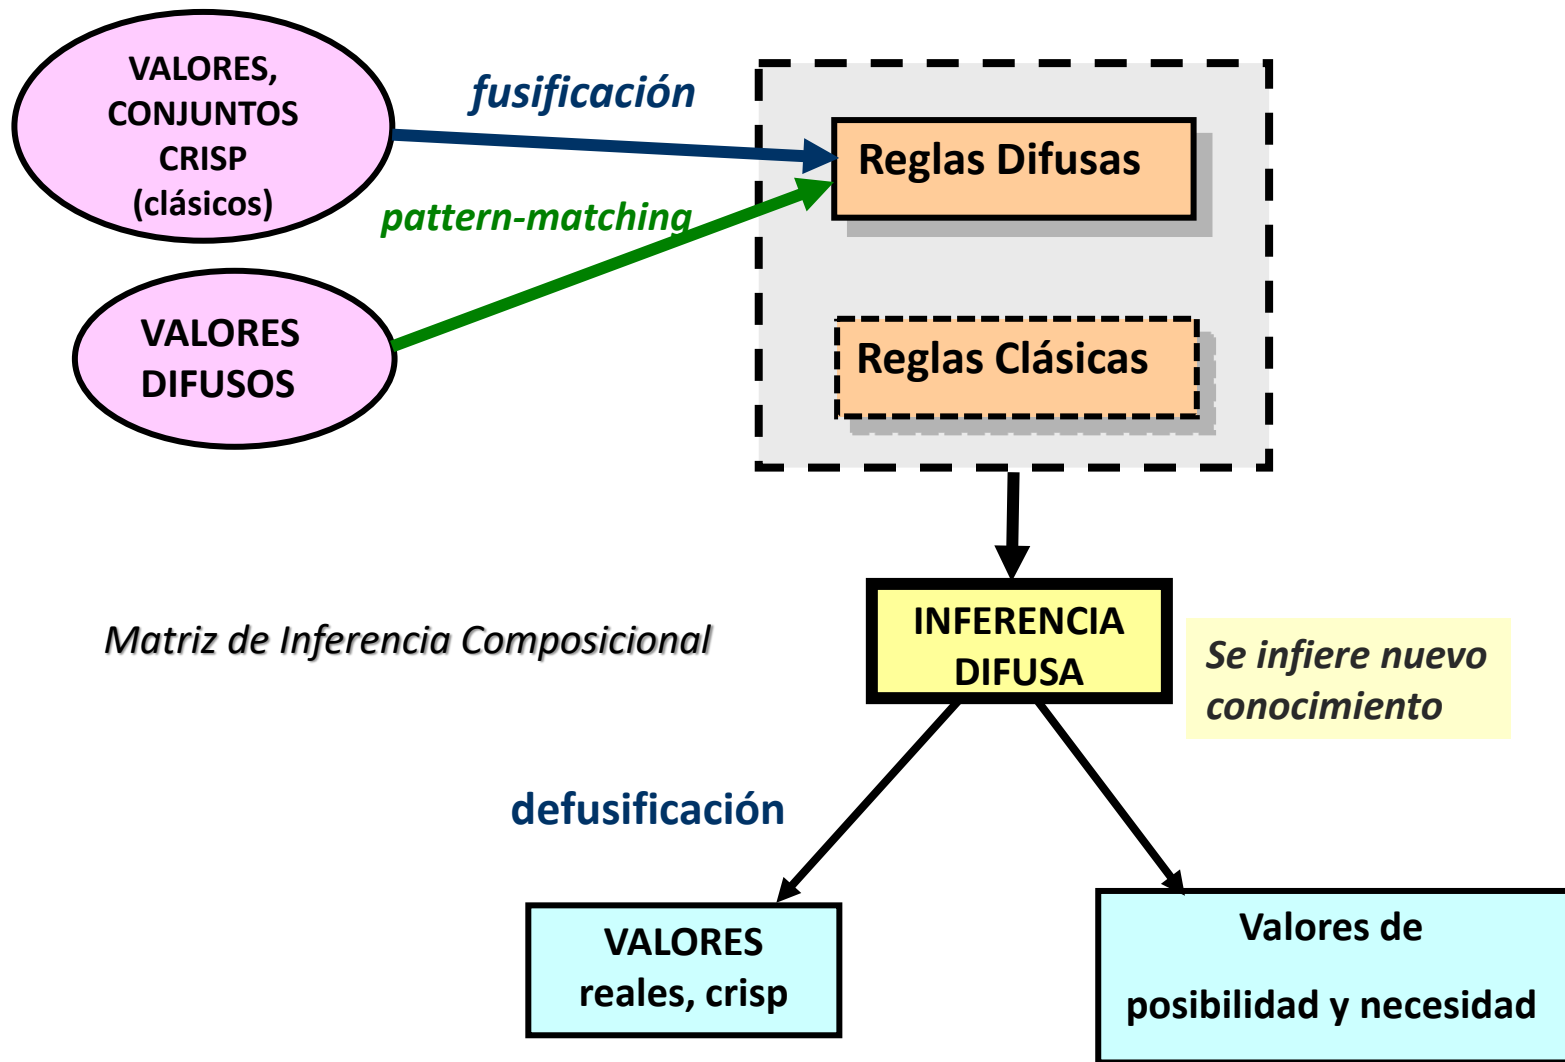 VALORES,
CONJUNTOS
CRISP
(clásicos)
fusificación
pattern-matching
VALORES
DIFUSOS
Reglas Difusas
Reglas Clásicas
Matriz de Inferencia Composicional
INFERENCIA
DIFUSA
Se infiere nuevo
conocimiento
defusificación
VALORES
reales, crisp
Valores de
posibilidad y necesidad